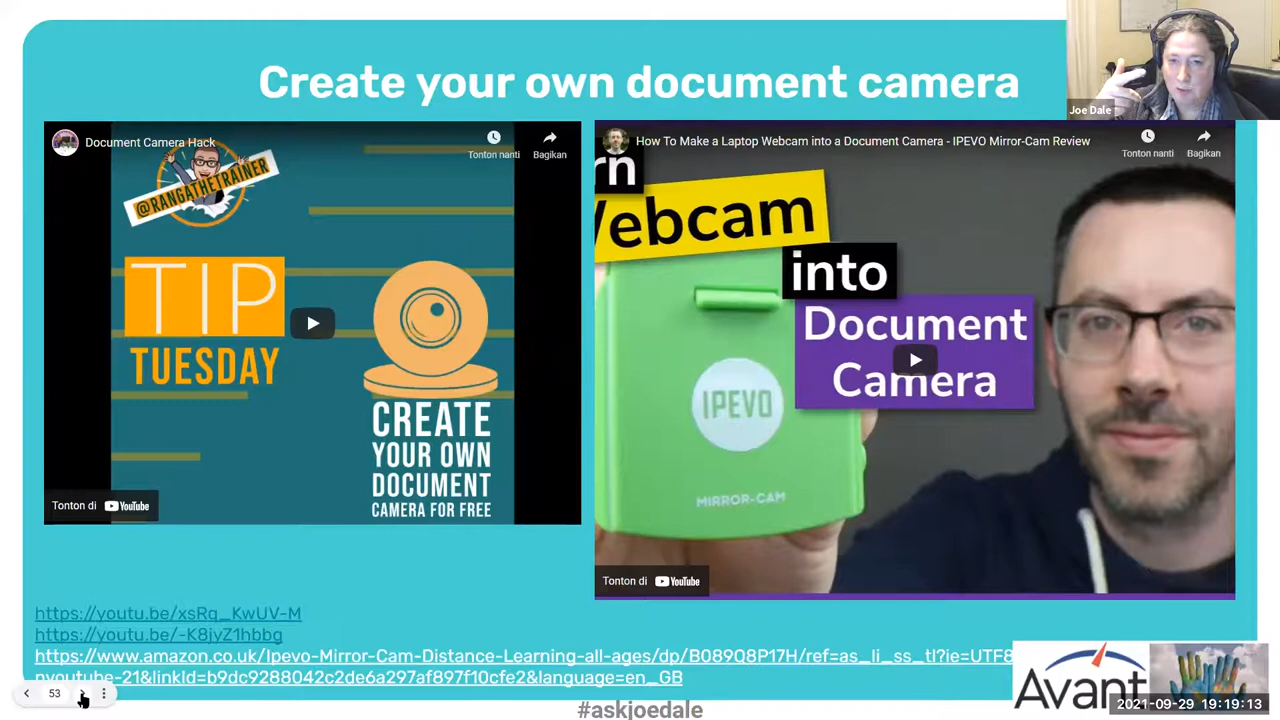 Create your own document camera
Joe Dale
Document Camera Hack
Tonton nanti
Bagikan
@RANGATHETRAINER
TIP
TUESDAY
CREATE
YOUR OWN
DOCUMENT
CAMERA FOR FREE
Tonton di YouTube
How To Make a Laptop Webcam into a Document Camera - IPEVO Mirror-Cam Review
Tonton nanti
Bagikan
rn
Webcam
into
Document
Camera
IPEVO
MIRROR-CAM
Tonton di YouTube
https://youtu.be/xsRq_KwUV-M
https://youtu.be/-K8jyZ1hbbg
https://www.amazon.co.uk/Ipevo-Mirror-Cam-Distance-Learning-all-ages/dp/B089Q8P17H/ref=as_li_ss_tl?ie=UTF8
nyoutube-21&linkId=b9dc9288042c2de6a297af897f10cfe2&language=en_GB
53
Avant
2021-09-29 19:19:13
#askjoedale